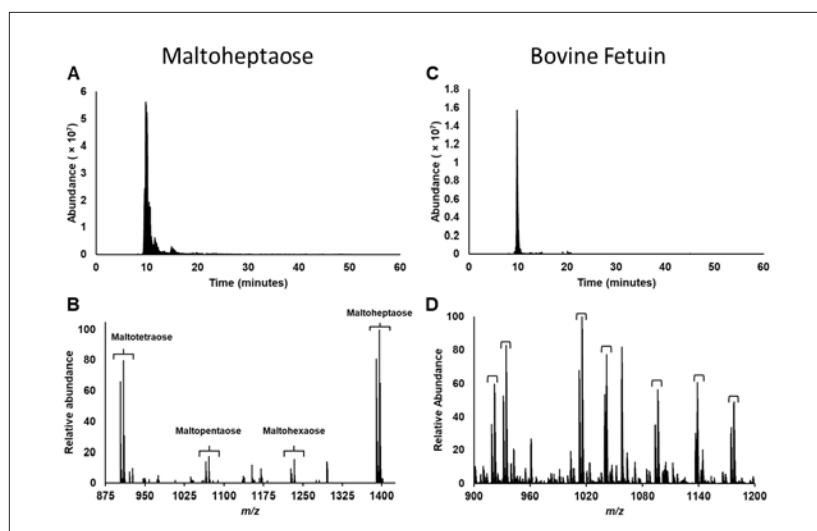 Maltoheptaose
Bovine Fetuin
A
Abundance ( × 10⁷)
6
5
4
3
2
1
0
0 10 20 30 40 50 60
Time (minutes)
C
Abundance ( × 10⁷)
1.8
1.6
1.4
1.2
1
0.8
0.6
0.4
0.2
0
0 10 20 30 40 50 60
Time (minutes)
B
Relative abundance
100
80
60
40
20
0
Maltotetraose
Maltopentaose
Maltohexaose
Maltoheptaose
875 950 1025 1100 1175 1250 1325 1400
m/z
D
Relative Abundance
100
80
60
40
20
0
900 960 1020 1080 1140 1200
m/z